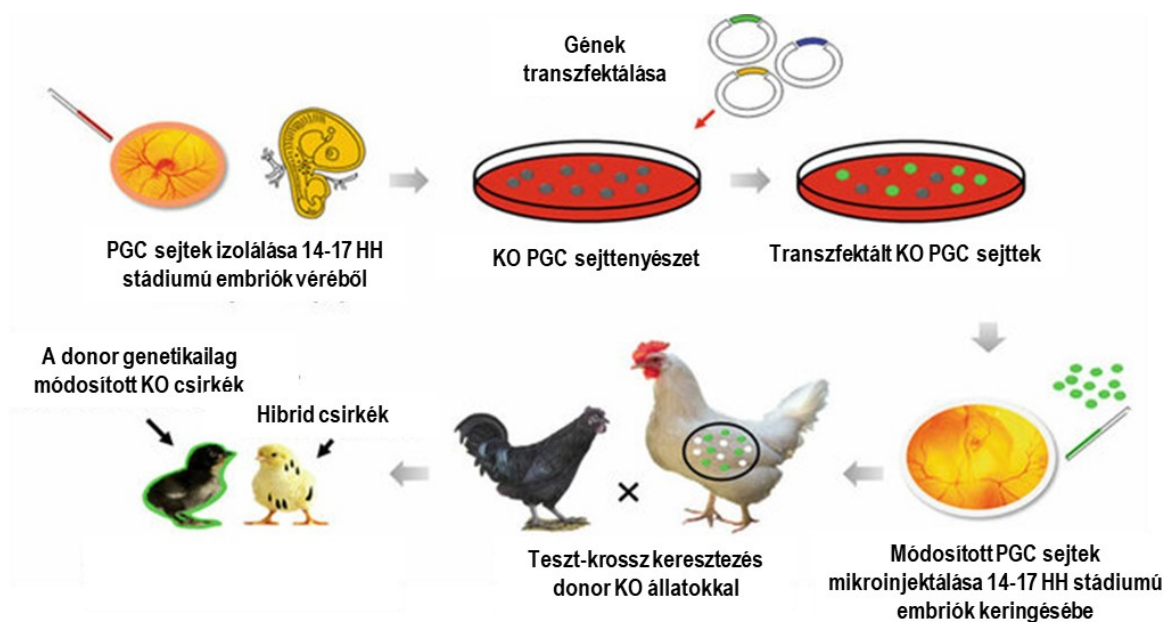 Gének
transzfektálása
PGC sejtek izolálása 14-17 HH
stádiumú embriók véréből
KO PGC sejttenyészet
Transzfektált KO PGC sejttek
A donor genetikailag
módosított KO csirkék
Hibrid csirkék
Teszt-krossz keresztezés
donor KO állatokkal
Módosított PGC sejtek
mikroinjektálása 14-17 HH stádiumú
embriók keringésébe